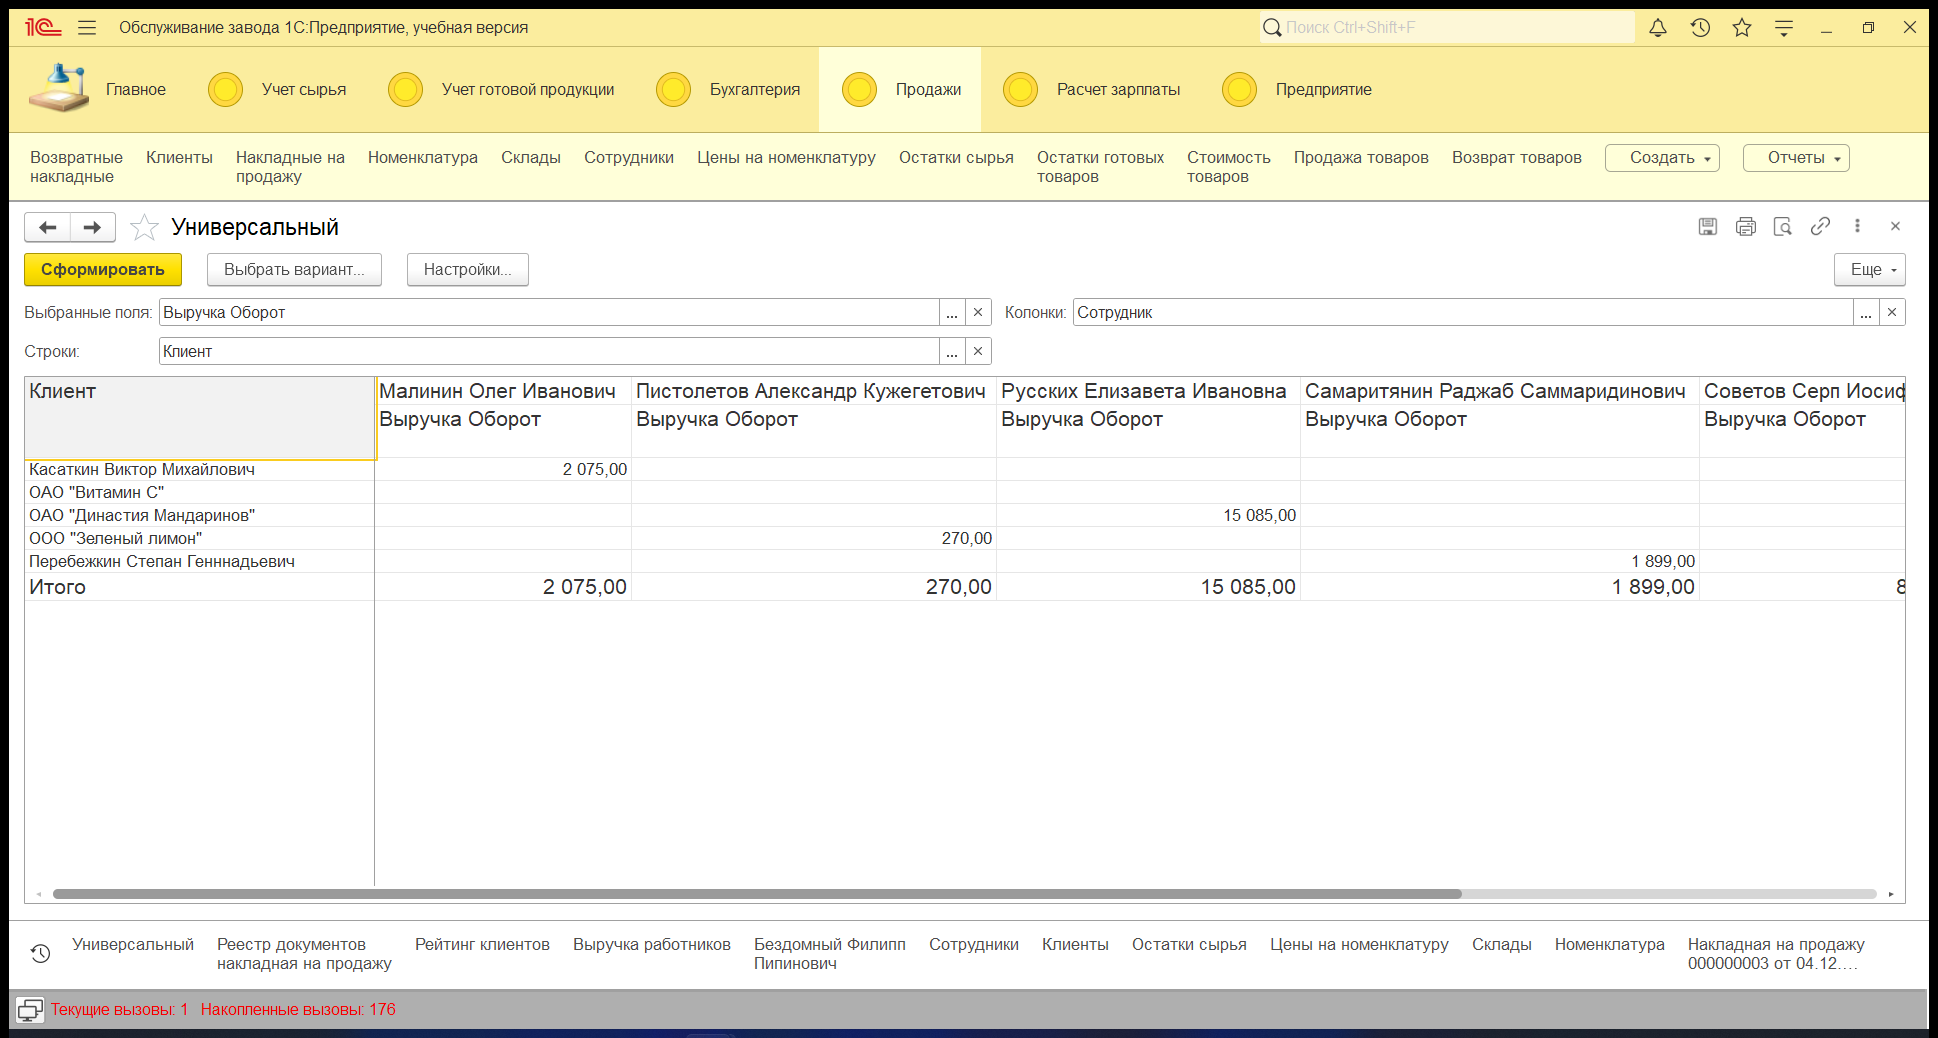 1С Обслуживание завода 1С:Предприятие, учебная версия Поиск Ctrl+Shift+F
Главное Учет сырья Учет готовой продукции Бухгалтерия Продажи Расчет зарплаты Предприятие
Возвратные накладные Клиенты Накладные на продажу Номенклатура Склады Сотрудники Цены на номенклатуру Остатки сырья Остатки готовых товаров Стоимость товаров Продажа товаров Возврат товаров Создать Отчеты
Универсальный
Сформировать Выбрать вариант... Настройки... Еще
Выбранные поля: Выручка Оборот ... × Колонки: Сотрудник ... ×
Строки: Клиент ... ×
Клиент Малинин Олег Иванович Пистолетов Александр Кужегетович Русских Елизавета Ивановна Самаритянин Раджаб Саммаридинович Советов Серп Иосиф
Выручка Оборот Выручка Оборот Выручка Оборот Выручка Оборот Выручка Оборот
Касаткин Виктор Михайлович 2 075,00
ОАО "Витамин С"
ОАО "Династия Мандаринов" 15 085,00
ООО "Зеленый лимон" 270,00
Перебежкин Степан Генннадьевич 1 899,00
Итого 2 075,00 270,00 15 085,00 1 899,00 8
Универсальный Реестр документов накладная на продажу Рейтинг клиентов Выручка работников Бездомный Филипп Пипинович Сотрудники Клиенты Остатки сырья Цены на номенклатуру Склады Номенклатура Накладная на продажу 000000003 от 04.12....
Текущие вызовы: 1 Накопленные вызовы: 176